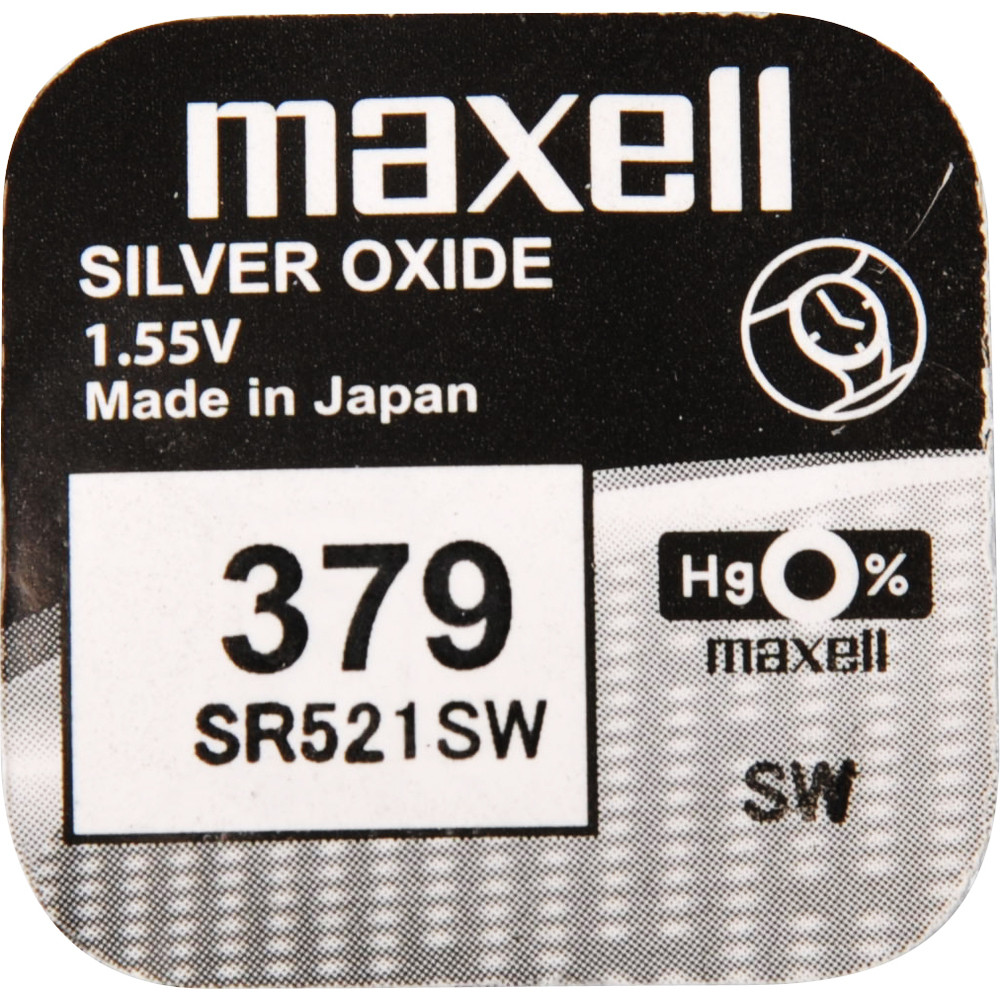 maxell
SILVER OXIDE
1.55V
Made in Japan
379
SR521SW
Hg0%
maxell
SW